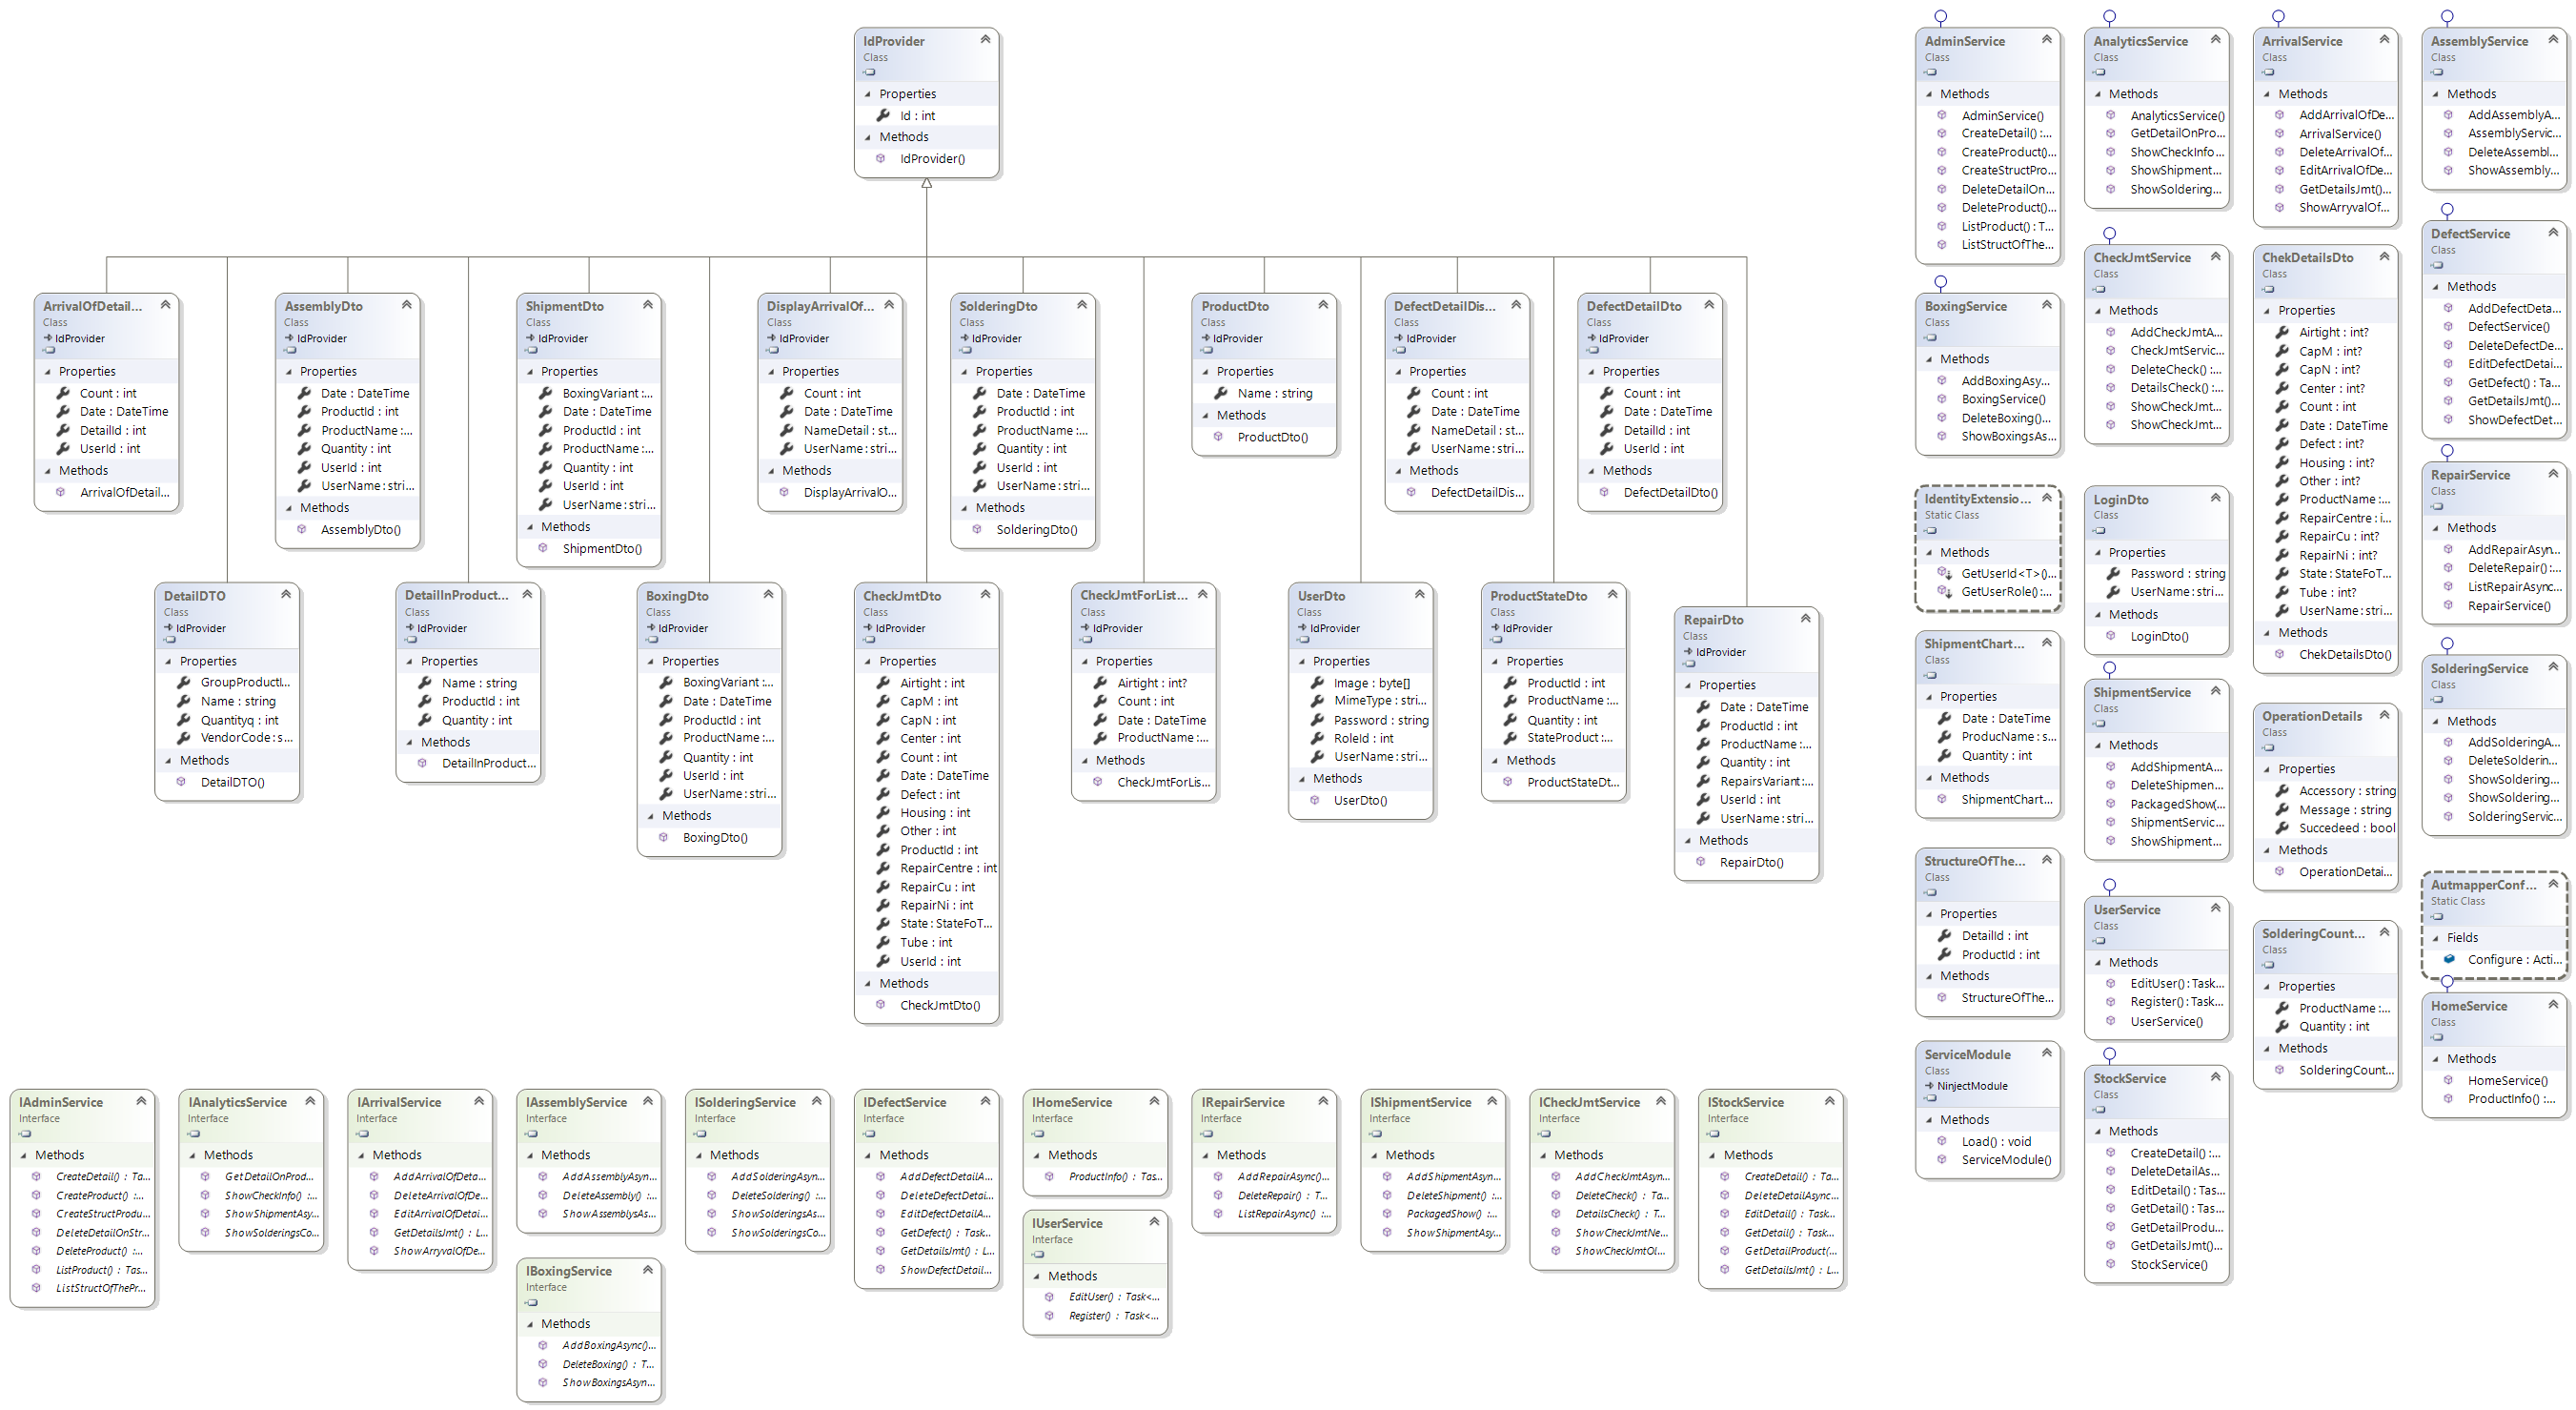 IdProvider
Class
Properties
Id : int
Methods
IdProvider()
ArrivalOfDetail...
Class
IdProvider
Properties
Count : int
Date : DateTime
DetailId : int
UserId : int
Methods
ArrivalOfDetail...
AssemblyDto
Class
IdProvider
Properties
Date : DateTime
ProductId : int
ProductName :...
Quantity : int
UserId : int
UserName : stri...
Methods
AssemblyDto()
ShipmentDto
Class
IdProvider
Properties
BoxingVariant :...
Date : DateTime
ProductId : int
ProductName :...
Quantity : int
UserId : int
UserName : stri...
Methods
ShipmentDto()
DisplayArrivalOf...
Class
IdProvider
Properties
Count : int
Date : DateTime
NameDetail : st...
UserName : stri...
Methods
DisplayArrivalO...
SolderingDto
Class
IdProvider
Properties
Date : DateTime
ProductId : int
ProductName :...
Quantity : int
UserId : int
UserName : stri...
Methods
SolderingDto()
ProductDto
Class
IdProvider
Properties
Name : string
Methods
ProductDto()
DefectDetailDis...
Class
IdProvider
Properties
Count : int
Date : DateTime
NameDetail : st...
UserName : stri...
Methods
DefectDetailDis...
DefectDetailDto
Class
IdProvider
Properties
Count : int
Date : DateTime
DetailId : int
UserId : int
Methods
DefectDetailDto()
DetailDTO
Class
IdProvider
Properties
GroupProductI...
Name : string
Quantityq : int
VendorCode : s...
Methods
DetailDTO()
DetailInProduct...
Class
IdProvider
Properties
Name : string
ProductId : int
Quantity : int
Methods
DetailInProduct...
BoxingDto
Class
IdProvider
Properties
BoxingVariant :...
Date : DateTime
ProductId : int
ProductName :...
Quantity : int
UserId : int
UserName : stri...
Methods
BoxingDto()
CheckJmtDto
Class
IdProvider
Properties
Airtight : int
CapM : int
CapN : int
Center : int
Count : int
Date : DateTime
Defect : int
Housing : int
Other : int
ProductId : int
RepairCentre : int
RepairCu : int
RepairNi : int
State : StateFoT...
Tube : int
UserId : int
Methods
CheckJmtDto()
CheckJmtForList...
Class
IdProvider
Properties
Airtight : int?
Count : int
Date : DateTime
ProductName :...
Methods
CheckJmtForLis...
UserDto
Class
IdProvider
Properties
Image : byte[]
MimeType : stri...
Password : string
RoleId : int
UserName : stri...
Methods
UserDto()
ProductStateDto
Class
IdProvider
Properties
ProductId : int
ProductName :...
Quantity : int
StateProduct :...
Methods
ProductStateDt...
RepairDto
Class
IdProvider
Properties
Date : DateTime
ProductId : int
ProductName :...
Quantity : int
RepairsVariant :...
UserId : int
UserName : stri...
Methods
RepairDto()
IAdminService
Interface
Methods
CreateDetail() : Ta...
CreateProduct() :...
CreateStructProdu...
DeleteDetailOnStr...
DeleteProduct() :...
ListProduct() : Tas...
ListStructOfThePr...
IAnalyticsService
Interface
Methods
GetDetailOnProd...
ShowCheckInfo() :...
ShowShipmentAsy...
ShowSolderingsCo...
IArrivalService
Interface
Methods
AddArrivalOfDeta...
DeleteArrivalOfDe...
EditArrivalOfDetai...
GetDetailsJmt() : L...
ShowArryvalOfDe...
IAssemblyService
Interface
Methods
AddAssemblyAsyn...
DeleteAssembly() :...
ShowAssemblysAs...
IBoxingService
Interface
Methods
AddBoxingAsync()...
DeleteBoxing() : T...
ShowBoxingsAsyn...
ISolderingService
Interface
Methods
AddSolderingAsyn...
DeleteSoldering() :...
ShowSolderingsAs...
ShowSolderingsCo...
IDefectService
Interface
Methods
AddDefectDetailA...
DeleteDefectDetai...
EditDefectDetailA...
GetDefect() : Task...
GetDetailsJmt() : L...
ShowDefectDetail...
IHomeService
Interface
Methods
ProductInfo() : Tas...
IUserService
Interface
Methods
EditUser() : Task<...
Register() : Task<...
IRepairService
Interface
Methods
AddRepairAsync()...
DeleteRepair() : T...
ListRepairAsync() :...
IShipmentService
Interface
Methods
AddShipmentAsyn...
DeleteShipment() :...
PackagedShow() :...
ShowShipmentAsy...
ICheckJmtService
Interface
Methods
AddCheckJmtAsyn...
DeleteCheck() : Ta...
DetailsCheck() : T...
ShowCheckJmtNe...
ShowCheckJmtOl...
IStockService
Interface
Methods
CreateDetail() : Ta...
DeleteDetailAsync...
EditDetail() : Task...
GetDetail() : Task...
GetDetailProduct(...
GetDetailsJmt() : L...
AdminService
Class
Methods
AdminService()
CreateDetail() :...
CreateProduct()...
CreateStructPro...
DeleteDetailOn...
DeleteProduct()...
ListProduct() : T...
ListStructOfThe...
BoxingService
Class
Methods
AddBoxingAsy...
BoxingService()
DeleteBoxing()...
ShowBoxingsAs...
IdentityExtensio...
Static Class
Methods
GetUserId<T>()...
GetUserRole() :...
ShipmentChart...
Class
Properties
Date : DateTime
ProducName : s...
Quantity : int
Methods
ShipmentChart...
StructureOfThe...
Class
Properties
DetailId : int
ProductId : int
Methods
StructureOfThe...
ServiceModule
Class
NinjectModule
Methods
Load() : void
ServiceModule()
AnalyticsService
Class
Methods
AnalyticsService()
GetDetailOnPro...
ShowCheckInfo...
ShowShipment...
ShowSoldering...
CheckJmtService
Class
Methods
AddCheckJmtA...
CheckJmtServic...
DeleteCheck() :...
DetailsCheck() :...
ShowCheckJmt...
ShowCheckJmt...
LoginDto
Class
Properties
Password : string
UserName : stri...
Methods
LoginDto()
ShipmentService
Class
Methods
AddShipmentA...
DeleteShipmen...
PackagedShow(...
ShipmentServic...
ShowShipment...
UserService
Class
Methods
EditUser() : Task...
Register() : Task...
UserService()
StockService
Class
Methods
CreateDetail() :...
DeleteDetailAs...
EditDetail() : Tas...
GetDetail() : Tas...
GetDetailProdu...
GetDetailsJmt()...
StockService()
ArrivalService
Class
Methods
AddArrivalOfDe...
ArrivalService()
DeleteArrivalOf...
EditArrivalOfDe...
GetDetailsJmt()...
ShowArryvalOf...
ChekDetailsDto
Class
Properties
Airtight : int?
CapM : int?
CapN : int?
Center : int?
Count : int
Date : DateTime
Defect : int?
Housing : int?
Other : int?
ProductName :...
RepairCentre : i...
RepairCu : int?
RepairNi : int?
State : StateFoT...
Tube : int?
UserName : stri...
Methods
ChekDetailsDto()
OperationDetails
Class
Properties
Accessory : string
Message : string
Succedeed : bool
Methods
OperationDetai...
SolderingCount...
Class
Properties
ProductName :...
Quantity : int
Methods
SolderingCount...
AssemblyService
Class
Methods
AddAssemblyA...
AssemblyServic...
DeleteAssembl...
ShowAssembly...
DefectService
Class
Methods
AddDefectDeta...
DefectService()
DeleteDefectDe...
EditDefectDetai...
GetDefect() : Ta...
GetDetailsJmt()...
ShowDefectDet...
RepairService
Class
Methods
AddRepairAsyn...
DeleteRepair() :...
ListRepairAsync...
RepairService()
SolderingService
Class
Methods
AddSolderingA...
DeleteSolderin...
ShowSoldering...
ShowSoldering...
SolderingServic...
AutmapperConf...
Static Class
Fields
Configure : Acti...
HomeService
Class
Methods
HomeService()
ProductInfo() :...